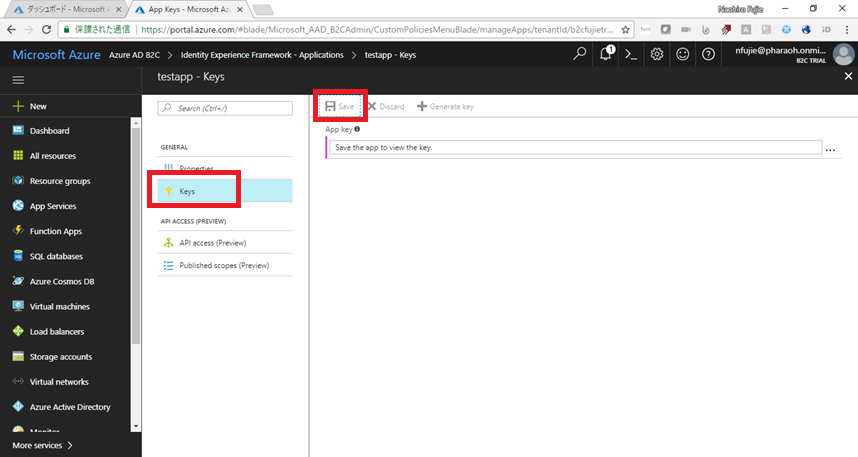 ダッシュボード - Microsoft A
App Keys - Microsoft Az
Naohiro Fujie
保護された通信
https://portal.azure.com/#blade/Microsoft_AAD_B2CAdmin/CustomPoliciesMenuBlade/manageApps/tenantId/b2cfujietr
Microsoft Azure
Azure AD B2C > Identity Experience Framework - Applications > testapp - Keys
1
nfujie@pharaoh.onmi...
B2C TRIAL
testapp - Keys
New
Dashboard
All resources
Resource groups
App Services
Function Apps
SQL databases
Azure Cosmos DB
Virtual machines
Load balancers
Storage accounts
Virtual networks
Azure Active Directory
Monitor
More services >
Search (Ctrl+/)
GENERAL
Properties
Keys
API ACCESS (PREVIEW)
API access (Preview)
Published scopes (Preview)
Save
Discard
Generate key
App key
Save the app to view the key.
...